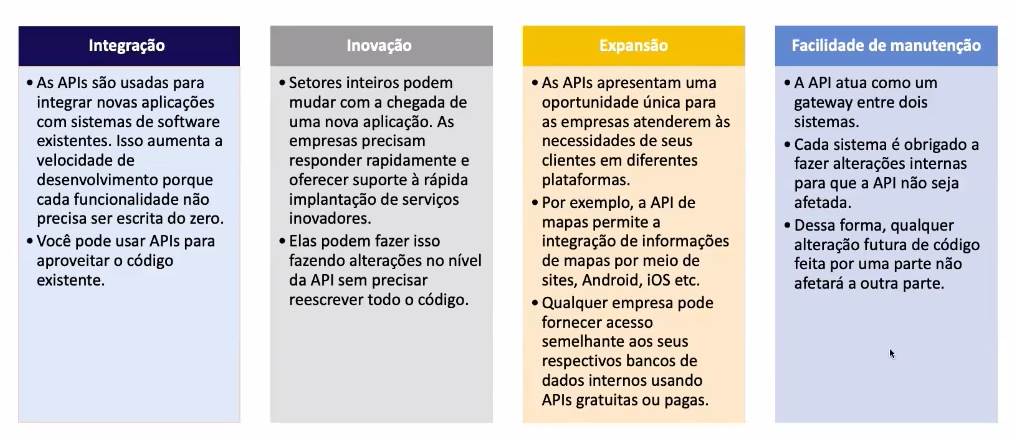 Integração
• As APIs são usadas para
integrar novas aplicações
com sistemas de software
existentes. Isso aumenta a
velocidade de
desenvolvimento porque
cada funcionalidade não
precisa ser escrita do zero.
• Você pode usar APIs para
aproveitar o código
existente.
Inovação
• Setores inteiros podem
mudar com a chegada de
uma nova aplicação. As
empresas precisam
responder rapidamente e
oferecer suporte à rápida
implantação de serviços
inovadores.
• Elas podem fazer isso
fazendo alterações no nível
da API sem precisar
reescrever todo o código.
Expansão
• As APIs apresentam uma
oportunidade única para
as empresas atenderem às
necessidades de seus
clientes em diferentes
plataformas.
• Por exemplo, a API de
mapas permite a
integração de informações
de mapas por meio de
sites, Android, iOS etc.
• Qualquer empresa pode
fornecer acesso
semelhante aos seus
respectivos bancos de
dados internos usando
APIs gratuitas ou pagas.
Facilidade de manutenção
• A API atua como um
gateway entre dois
sistemas.
• Cada sistema é obrigado a
fazer alterações internas
para que a API não seja
afetada.
• Dessa forma, qualquer
alteração futura de código
feita por uma parte não
afetará a outra parte.